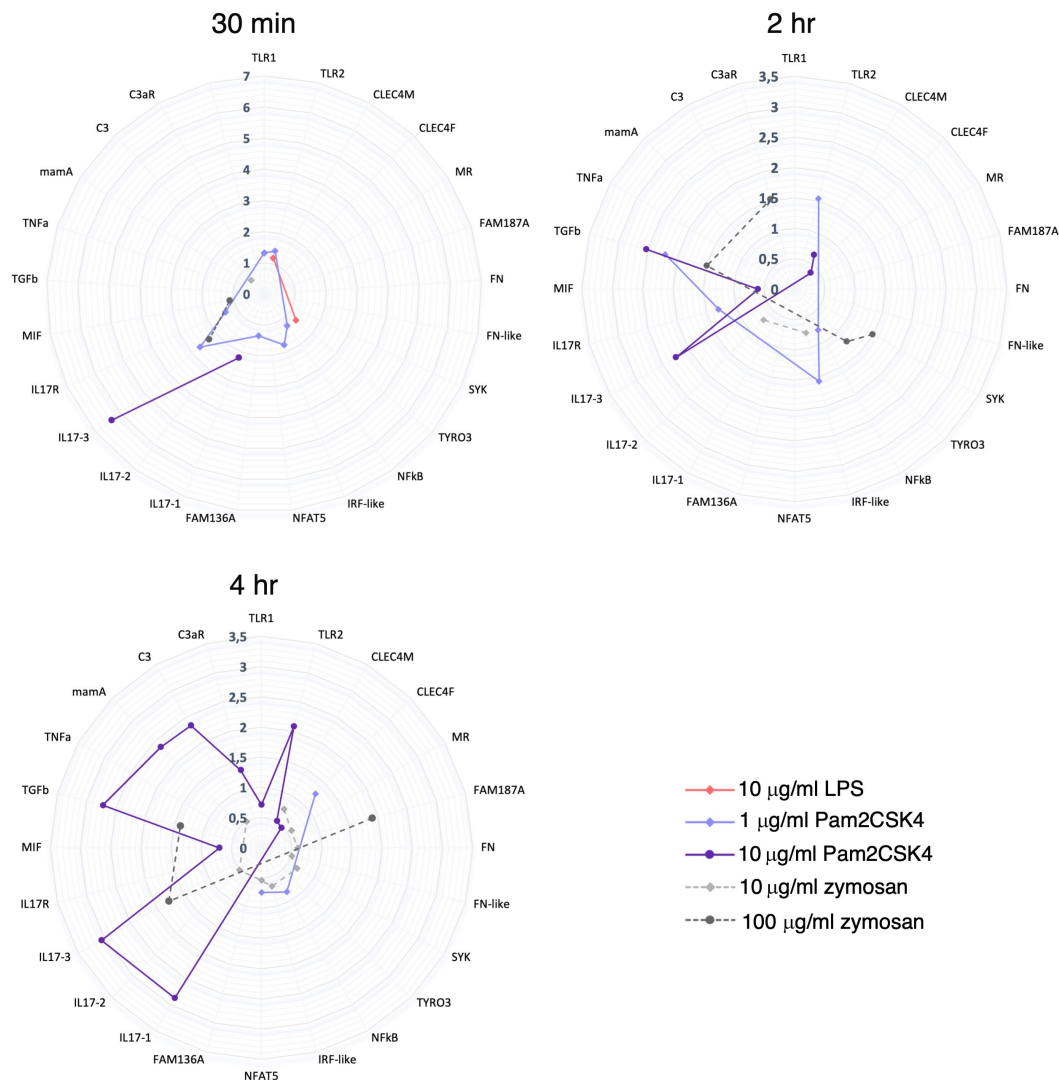 30 min
TLR1
TLR2
CLEC4M
CLEC4F
MR
FAM187A
FN
FN-like
SYK
TYRO3
NFkB
IRF-like
NFAT5
FAM136A
IL17-1
IL17-2
IL17-3
IL17R
MIF
TGFb
TNFa
mamA
C3
C3aR
7
6
5
4
3
2
1
0
2 hr
TLR1
TLR2
CLEC4M
CLEC4F
MR
FAM187A
FN
FN-like
SYK
TYRO3
NFkB
IRF-like
NFAT5
FAM136A
IL17-1
IL17-2
IL17-3
IL17R
MIF
TGFb
TNFa
mamA
C3
C3aR
3,5
3
2,5
2
1,5
1
0,5
0
4 hr
TLR1
TLR2
CLEC4M
CLEC4F
MR
FAM187A
FN
FN-like
SYK
TYRO3
NFkB
IRF-like
NFAT5
FAM136A
IL17-1
IL17-2
IL17-3
IL17R
MIF
TGFb
TNFa
mamA
C3
C3aR
3,5
3
2,5
2
1,5
1
0,5
0
10 μg/ml LPS
1 μg/ml Pam2CSK4
10 μg/ml Pam2CSK4
10 μg/ml zymosan
100 μg/ml zymosan